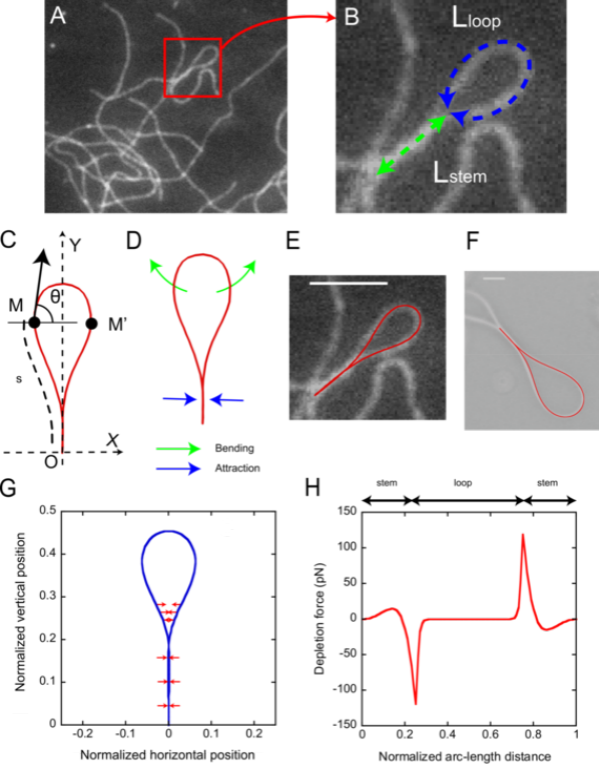 A
B
Lloop
Lstem
C
Y
M
θ
M'
s
X
O
D
Bending
Attraction
E
F
G
Normalized vertical position
0.5
0.4
0.3
0.2
0.1
0
-0.2
-0.1
0
0.1
0.2
Normalized horizontal position
H
stem
loop
stem
Depletion force (pN)
150
100
50
0
-50
-100
-150
0
0.2
0.4
0.6
0.8
1
Normalized arc-length distance